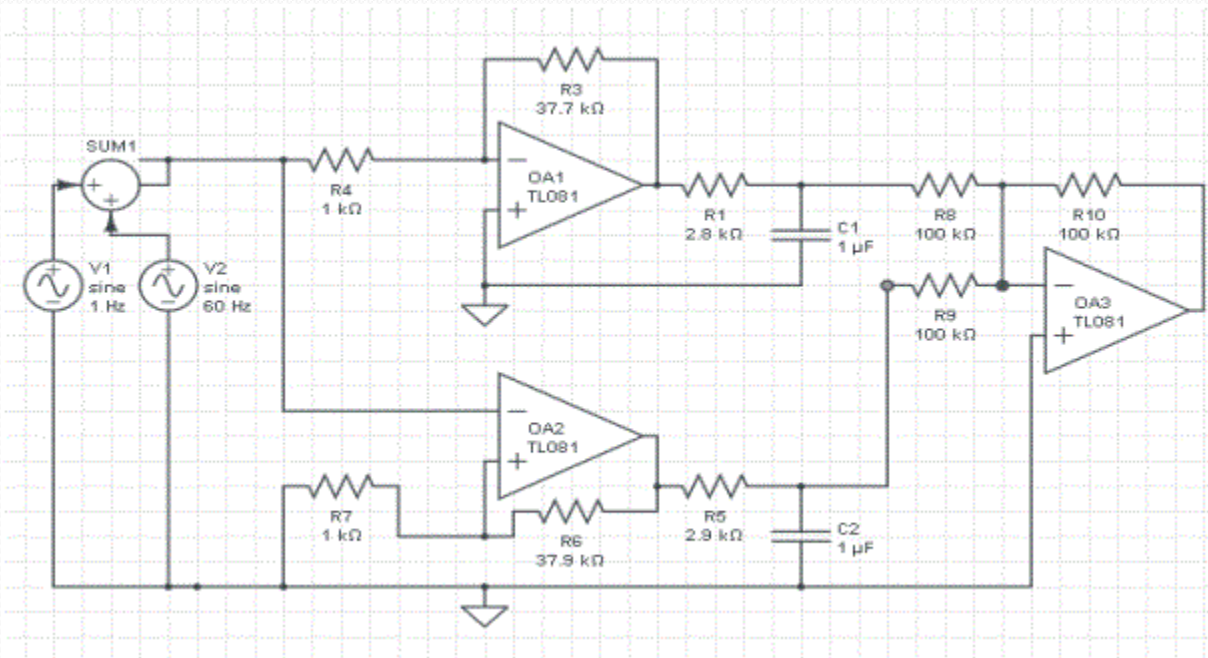 R3
37.7 kΩ
SUM1
+
+
R4
1 kΩ
−
OA1
TL081
+
R1
2.8 kΩ
C1
1 µF
R8
100 kΩ
R10
100 kΩ
+
V1
sine
1 Hz
+
V2
sine
60 Hz
R9
100 kΩ
−
OA3
TL081
+
−
OA2
TL081
+
R7
1 kΩ
R6
37.9 kΩ
R5
2.9 kΩ
C2
1 µF